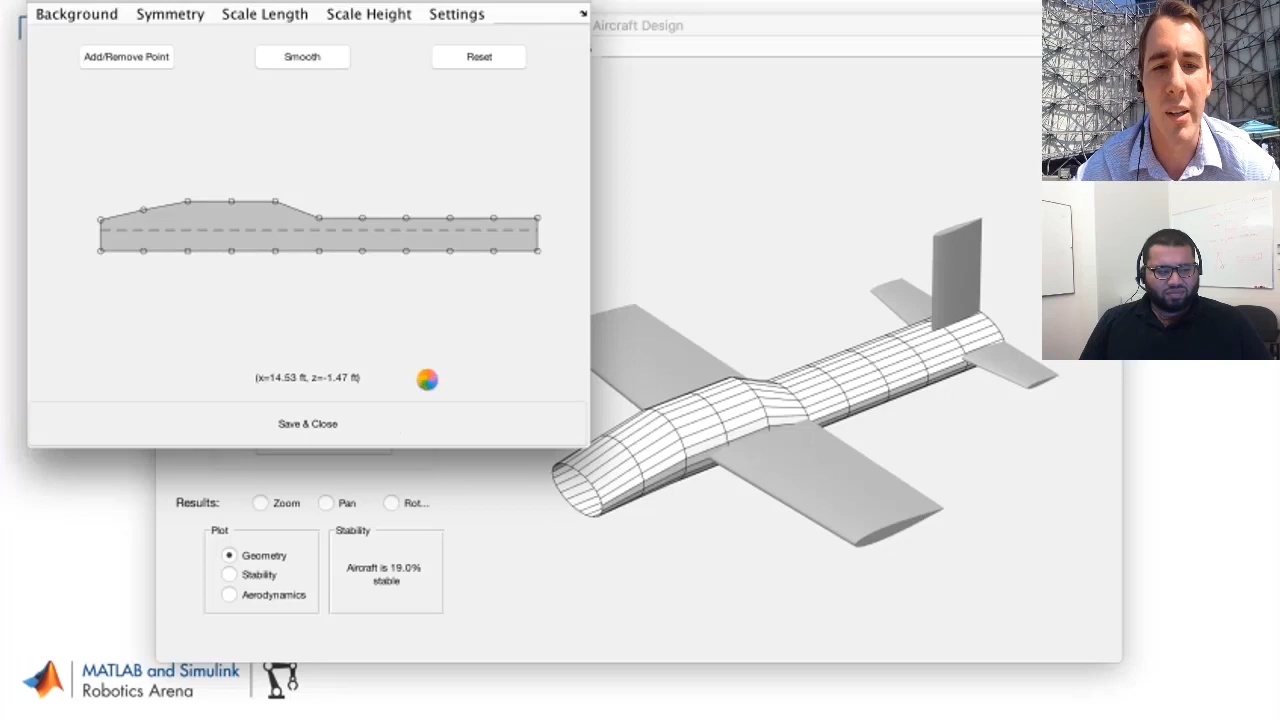 Background Symmetry Scale Length Scale Height Settings
Aircraft Design
Add/Remove Point Smooth Reset
(x=14.53 ft, z=-1.47 ft)
Save & Close
Results: Zoom Pan Rot...
Plot
Geometry
Stability
Aerodynamics
Stability
Aircraft is 19.0%
stable
MATLAB and Simulink
Robotics Arena